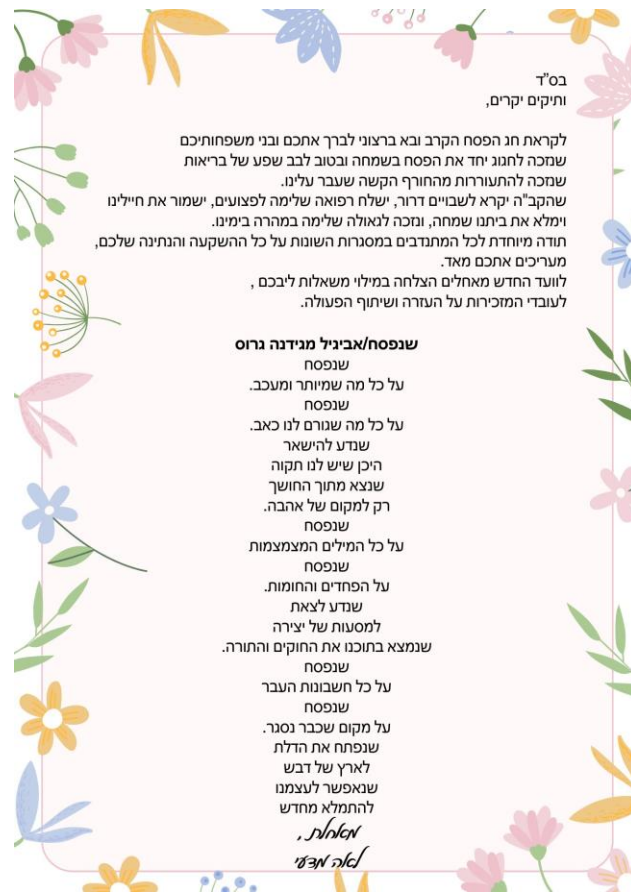 בס"ד
ותיקים יקרים,
לקראת חג הפסח הקרב ובא ברצוני לברך אתכם ובני משפחותיכם
שנזכה לחגוג יחד את הפסח בשמחה ובטוב לבב שפע של בריאות
שנזכה להתעוררות מהחורף הקשה שעבר עלינו.
שהקב"ה יקרא לשבויים דרור, ישלח רפואה שלימה לפצועים, ישמור את חיילינו
וימלא את ביתנו שמחה, ונזכה לגאולה שלימה במהרה בימינו.
תודה מיוחדת לכל המתנדבים במסגרות השונות על כל ההשקעה והנתינה שלכם,
מעריכים אתכם מאד.
לוועד החדש מאחלים הצלחה במילוי משאלות ליבכם ,
לעובדי המזכירות על העזרה ושיתוף הפעולה.
שנפסח/אביגיל מגידנה גרוס
שנפסח
על כל מה שמיותר ומעכב.
שנפסח
על כל מה שגורם לנו כאב.
שנדע להישאר
היכן שיש לנו תקוה
שנצא מתוך החושך
רק למקום של אהבה.
שנפסח
על כל המילים המצמצמות
שנפסח
על הפחדים והחומות.
שנדע לצאת
למסעות של יצירה
שנמצא בתוכנו את החוקים והתורה.
שנפסח
על כל חשבונות העבר
שנפסח
על מקום שכבר נסגר.
שנפתח את הדלת
לארץ של דבש
שנאפשר לעצמנו
להתמלא מחדש
מאחלת ,
לאה מדעי